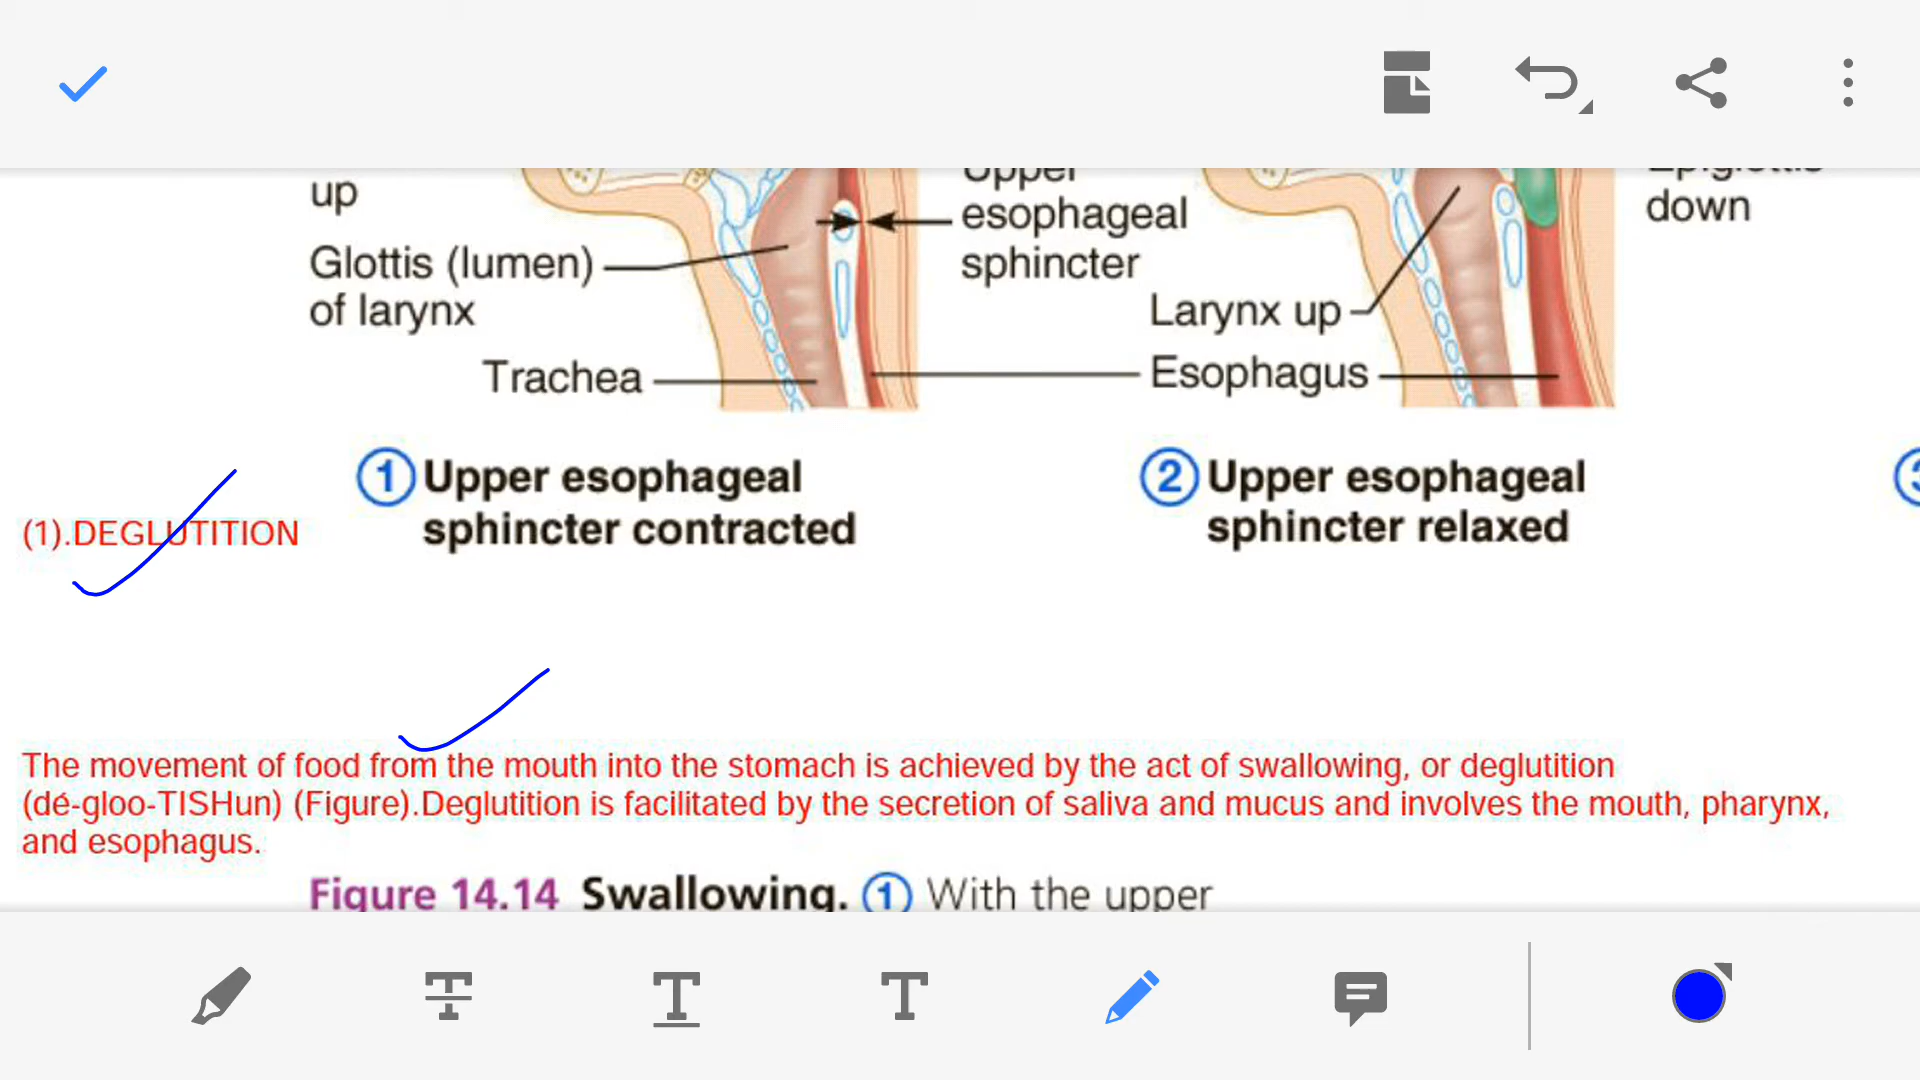 up
Upper
esophageal
sphincter
Epiglottis
down
Glottis (lumen)
of larynx
Larynx up
Trachea
Esophagus
1 Upper esophageal
sphincter contracted
2 Upper esophageal
sphincter relaxed
3
(1).DEGLUTITION
The movement of food from the mouth into the stomach is achieved by the act of swallowing, or deglutition
(dé-gloo-TISHun) (Figure).Deglutition is facilitated by the secretion of saliva and mucus and involves the mouth, pharynx,
and esophagus.
Figure 14.14 Swallowing. 1 With the upper